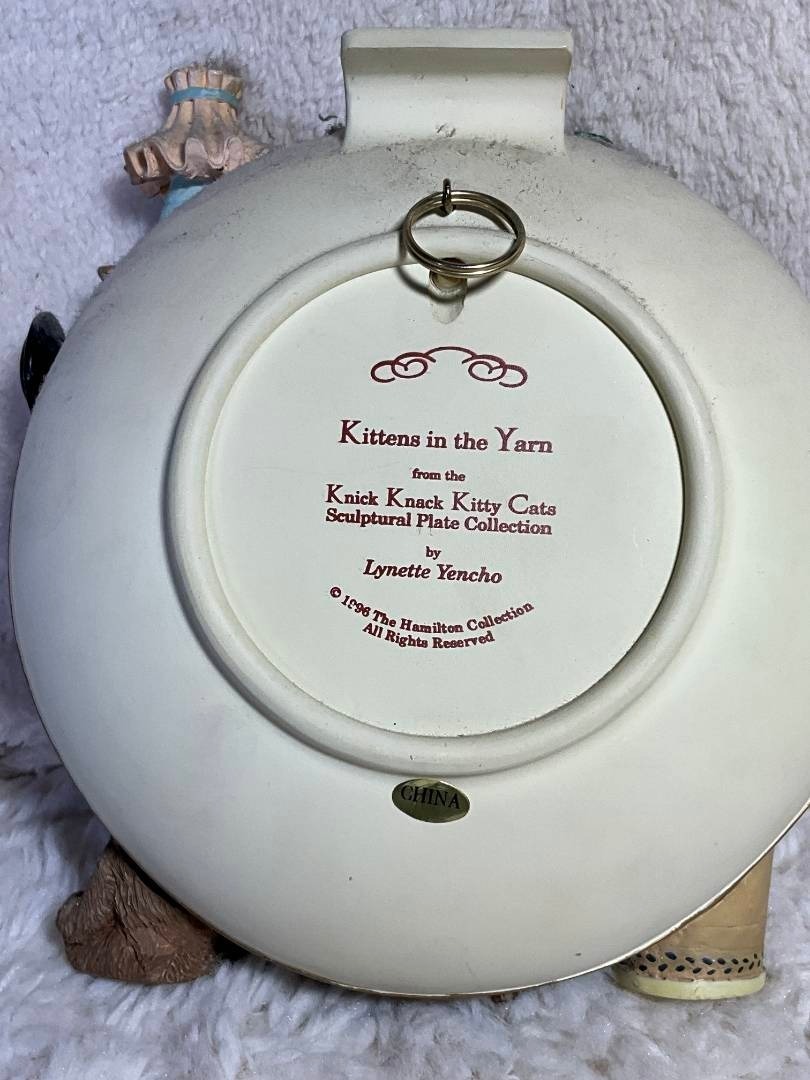 Kittens in the Yarn
from the
Knick Knack Kitty Cats
Sculptural Plate Collection
by
Lynette Yencho
© 1996 The Hamilton Collection
All Rights Reserved
CHINA